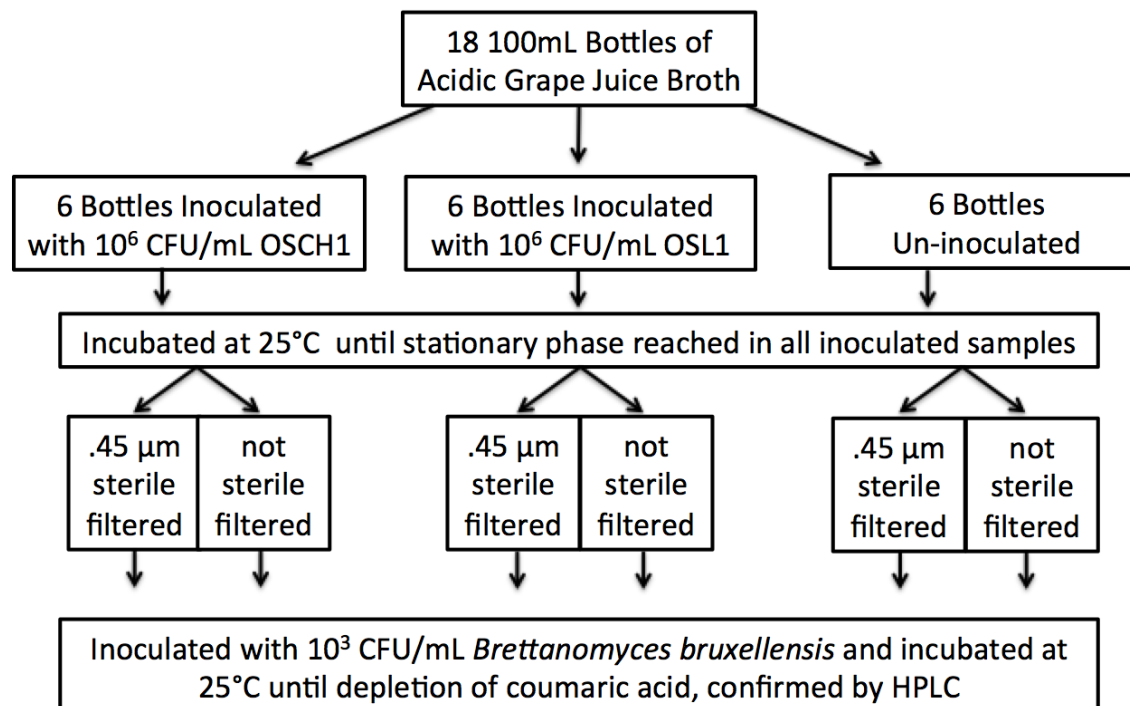 18 100mL Bottles of
Acidic Grape Juice Broth
6 Bottles Inoculated
with 10⁶ CFU/mL OSCH1
6 Bottles Inoculated
with 10⁶ CFU/mL OSL1
6 Bottles
Un-inoculated
Incubated at 25°C until stationary phase reached in all inoculated samples
.45 µm
sterile
filtered
not
sterile
filtered
.45 µm
sterile
filtered
not
sterile
filtered
.45 µm
sterile
filtered
not
sterile
filtered
Inoculated with 10³ CFU/mL Brettanomyces bruxellensis and incubated at
25°C until depletion of coumaric acid, confirmed by HPLC